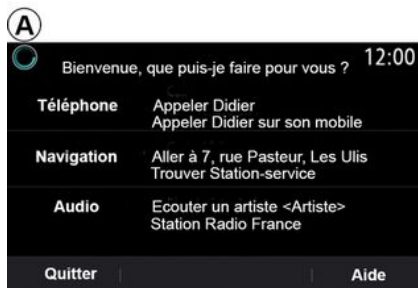 A
12:00
Bienvenue, que puis-je faire pour vous ?
Téléphone Appeler Didier
Appeler Didier sur son mobile
Navigation Aller à 7, rue Pasteur, Les Ulis
Trouver Station-service
Audio Ecouter un artiste <Artiste>
Station Radio France
Quitter Aide